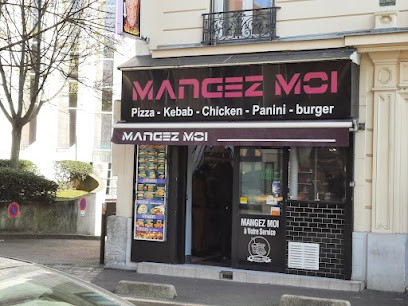 MANGEZ MOI
Pizza - Kebab - Chicken - Panini - burger
MANGEZ MOI
MANGEZ MOI
à Votre Service